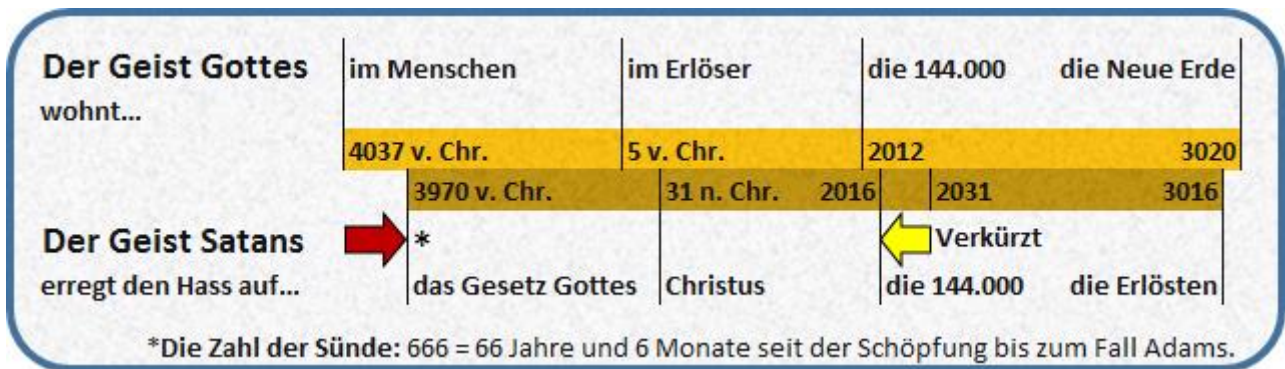 Der Geist Gottes im Menschen im Erlöser die 144.000 die Neue Erde
wohnt...
4037 v. Chr. 5 v. Chr. 2012 3020
3970 v. Chr. 31 n. Chr. 2016 2031 3016
Der Geist Satans * Verkürzt
erregt den Hass auf... das Gesetz Gottes Christus die 144.000 die Erlösten
*Die Zahl der Sünde: 666 = 66 Jahre und 6 Monate seit der Schöpfung bis zum Fall Adams.